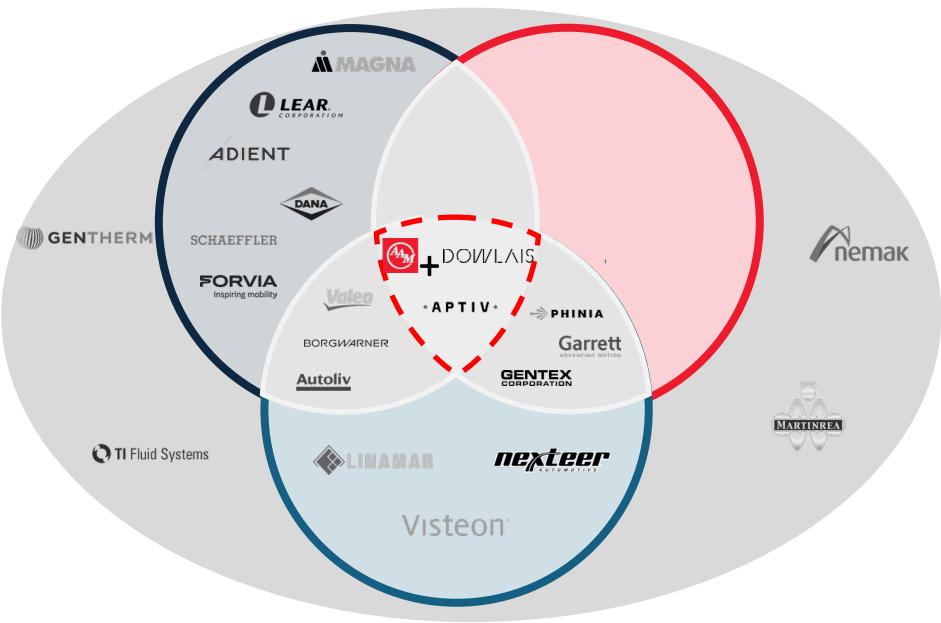 MAGNA
LEAR.
CORPORATION
ADIENT
DANA
GENTHERM
SCHAEFFLER
FORVIA
Inspiring mobility
nemak
AAM
+
DOWLAIS
Valeo
·APTIV·
PHINIA
BORGWARNER
Garrett
ADVANCING MOTION
Autoliv
GENTEX
CORPORATION
MARTINREA
TI Fluid Systems
LINAMAR
nexteer
AUTOMOTIVE
Visteon